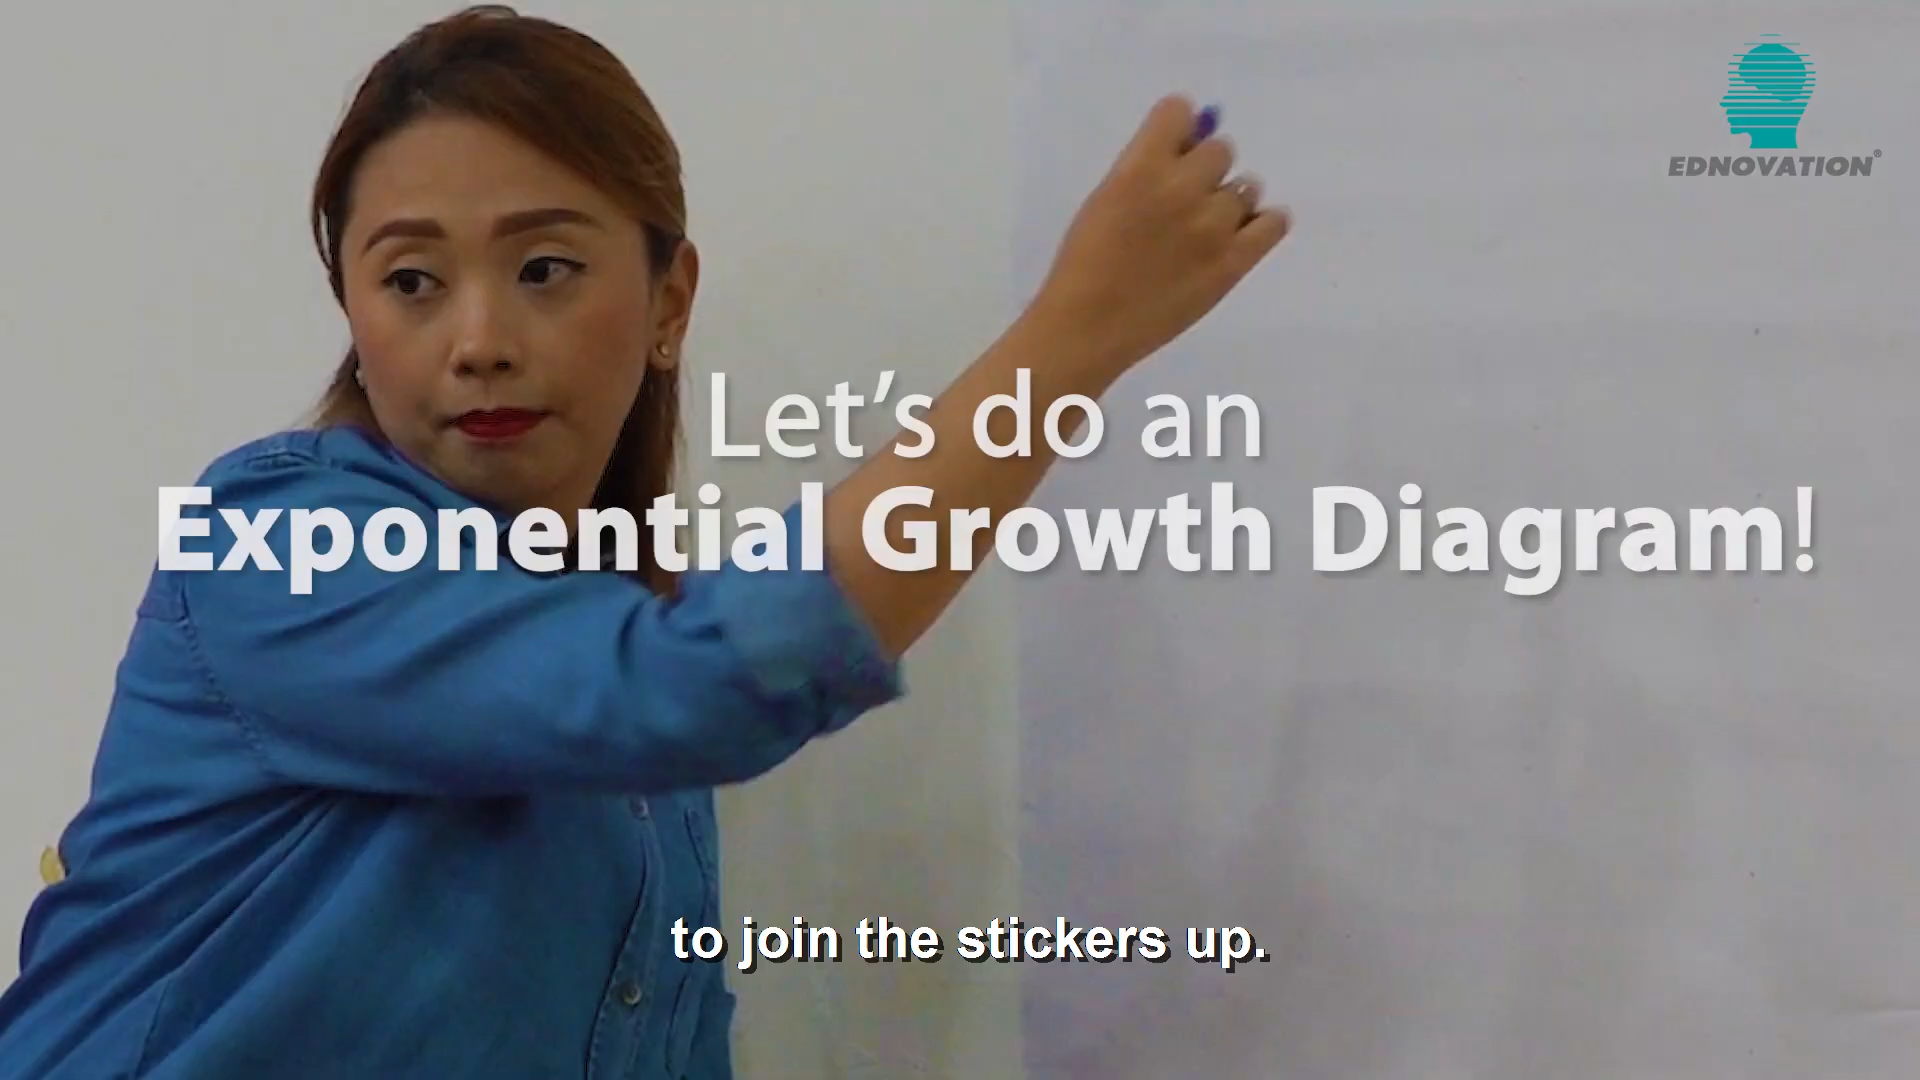 EDNOVATION®
Let's do an
Exponential Growth Diagram!
to join the stickers up.